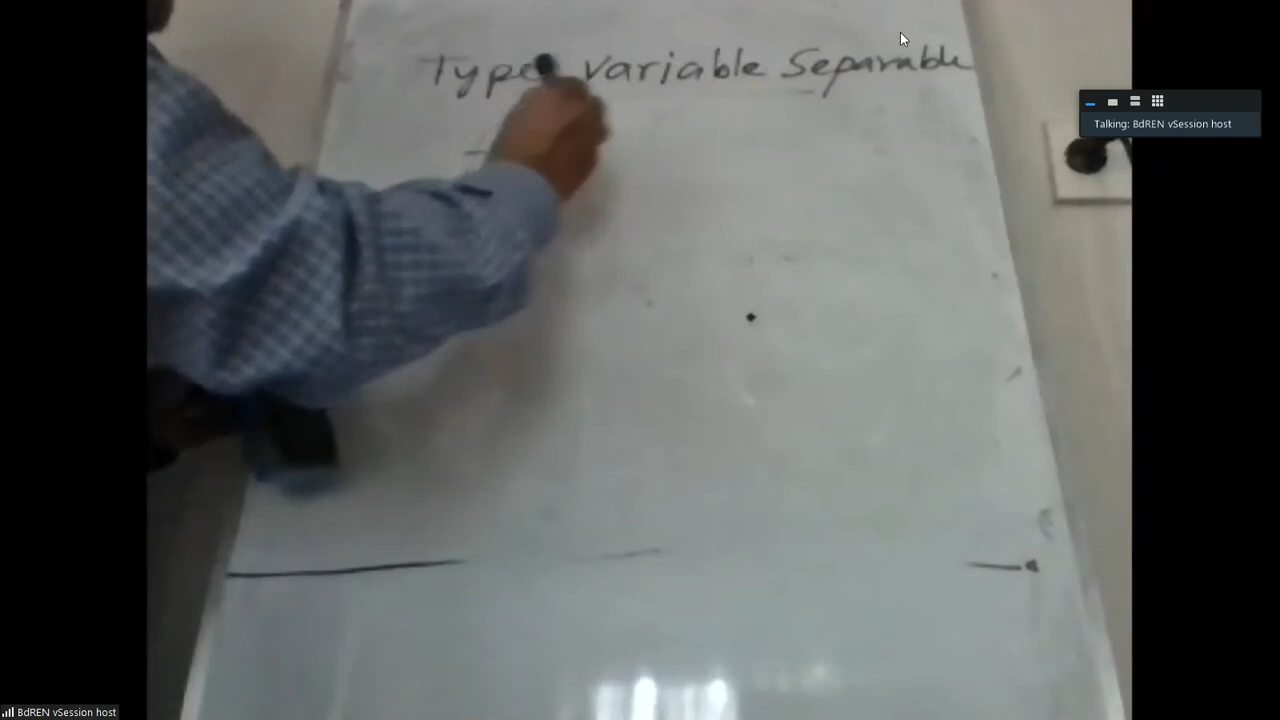 Type Variable Separable
Talking: BdREN vSession host
BdREN vSession host